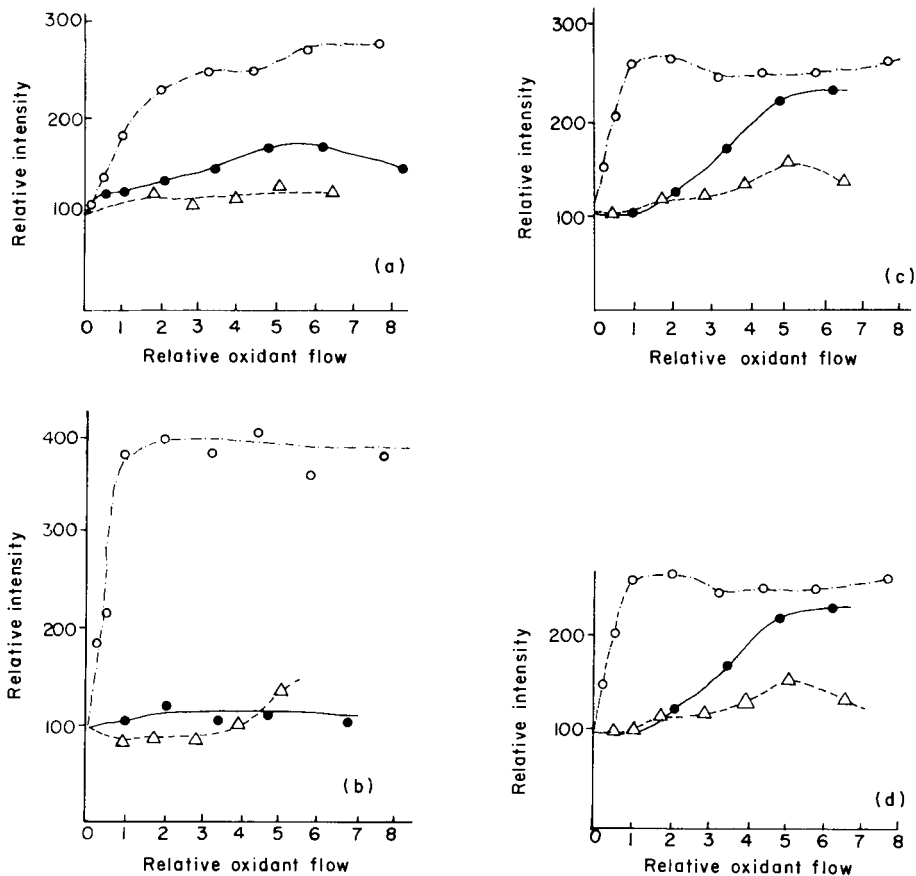 300
200
100
Relative intensity
(a)
0 1 2 3 4 5 6 7 8
Relative oxidant flow
300
200
100
Relative intensity
(c)
0 1 2 3 4 5 6 7 8
Relative oxidant flow
400
300
200
100
Relative intensity
(b)
0 1 2 3 4 5 6 7 8
Relative oxidant flow
200
100
Relative intensity
(d)
0 1 2 3 4 5 6 7 8
Relative oxidant flow